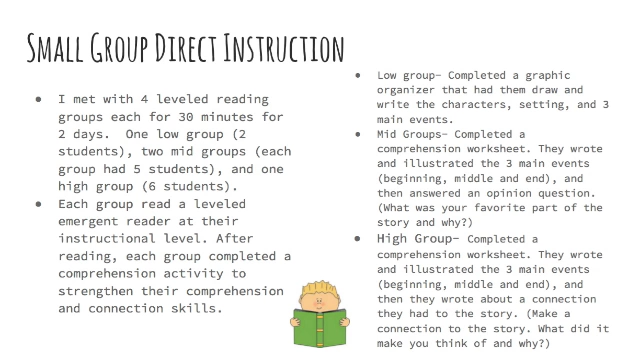 Small Group Direct Instruction
● I met with 4 leveled reading
groups each for 30 minutes for
2 days. One low group (2
students), two mid groups (each
group had 5 students), and one
high group (6 students).
● Each group read a leveled
emergent reader at their
instructional level. After
reading, each group completed a
comprehension activity to
strengthen their comprehension
and connection skills.
● Low group- Completed a graphic
organizer that had them draw and
write the characters, setting, and 3
main events.
● Mid Groups- Completed a
comprehension worksheet. They wrote
and illustrated the 3 main events
(beginning, middle and end), and
then answered an opinion question.
(What was your favorite part of the
story and why?)
● High Group- Completed a
comprehension worksheet. They wrote
and illustrated the 3 main events
(beginning, middle and end), and
then they wrote about a connection
they had to the story. (Make a
connection to the story. What did it
make you think of and why?)